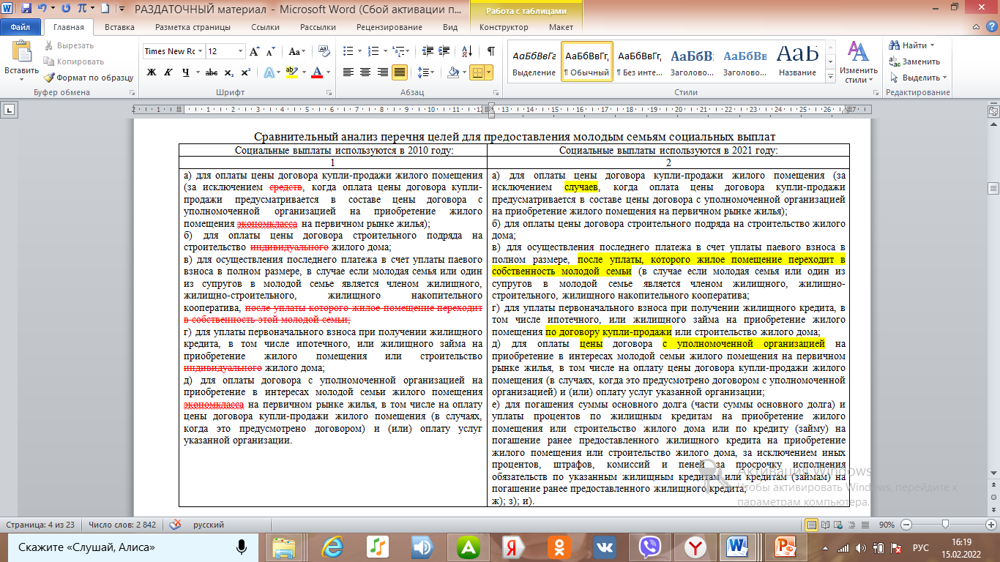 РАЗДАТОЧНЫЙ материал - Microsoft Word (Сбой активации п...
Работа с таблицами
Файл
Главная
Вставка
Разметка страницы
Ссылки
Рассылки
Рецензирование
Вид
Конструктор
Макет
Вставить
Вырезать
Копировать
Формат по образцу
Буфер обмена
Times New Ro
12
Шрифт
Абзац
АаБбВвГг
Выделение
АаБбВвГг,
¶ Обычный
АаБбВвГг,
¶ Без инте...
АаБбВ
Заголово...
АаБбВв
Заголово...
АаБ
Название
Стили
Изменить
стили
Найти
Заменить
Выделить
Редактирование
Сравнительный анализ перечня целей для предоставления молодым семьям социальных выплат
Социальные выплаты используются в 2010 году:
1
а) для оплаты цены договора купли-продажи жилого помещения
(за исключением средств, когда оплата цены договора купли-
продажи предусматривается в составе цены договора с
уполномоченной организацией на приобретение жилого
помещения экономкласса на первичном рынке жилья);
б) для оплаты цены договора строительного подряда на
строительство индивидуального жилого дома;
в) для осуществления последнего платежа в счет уплаты паевого
взноса в полном размере, в случае если молодая семья или один
из супругов в молодой семье является членом жилищного,
жилищно-строительного, жилищного накопительного
кооператива, после уплаты которого жилое помещение переходит
в собственность этой молодой семьи;
г) для уплаты первоначального взноса при получении жилищного
кредита, в том числе ипотечного, или жилищного займа на
приобретение жилого помещения или строительство
индивидуального жилого дома;
д) для оплаты договора с уполномоченной организацией на
приобретение в интересах молодой семьи жилого помещения
экономкласса на первичном рынке жилья, в том числе на оплату
цены договора купли-продажи жилого помещения (в случаях,
когда это предусмотрено договором) и (или) оплату услуг
указанной организации.
Социальные выплаты используются в 2021 году:
2
а) для оплаты цены договора купли-продажи жилого помещения (за
исключением случаев, когда оплата цены договора купли-продажи
предусматривается в составе цены договора с уполномоченной организацией
на приобретение жилого помещения на первичном рынке жилья);
б) для оплаты цены договора строительного подряда на строительство жилого
дома;
в) для осуществления последнего платежа в счет уплаты паевого взноса в
полном размере, после уплаты, которого жилое помещение переходит в
собственность молодой семьи (в случае если молодая семья или один из
супругов в молодой семье является членом жилищного, жилищно-
строительного, жилищного накопительного кооператива;
г) для уплаты первоначального взноса при получении жилищного кредита, в
том числе ипотечного, или жилищного займа на приобретение жилого
помещения по договору купли-продажи или строительство жилого дома;
д) для оплаты цены договора с уполномоченной организацией на
приобретение в интересах молодой семьи жилого помещения на первичном
рынке жилья, в том числе на оплату цены договора купли-продажи жилого
помещения (в случаях, когда это предусмотрено договором с уполномоченной
организацией) и (или) оплату услуг указанной организации;
е) для погашения суммы основного долга (части суммы основного долга) и
уплаты процентов по жилищным кредитам на приобретение жилого
помещения или строительство жилого дома или по кредиту (займу) на
погашение ранее предоставленного жилищного кредита на приобретение
жилого помещения или строительство жилого дома, за исключением иных
процентов, штрафов, комиссий и пеней за просрочку исполнения
обязательств по указанным жилищным кредитам или кредитам (займам) на
погашение ранее предоставленного жилищного кредита;
ж); з); и).
Активация Windows
Чтобы активировать Windows, перейдите к
параметрам компьютера.
Страница: 4 из 23
Число слов: 2 842
русский
90%
Скажите «Слушай, Алиса»
РУС
16:19
15.02.2022